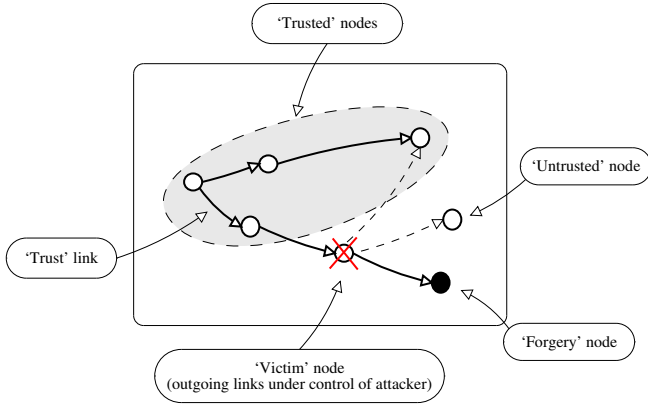 ‘Trusted’ nodes
‘Untrusted’ node
‘Trust’ link
‘Forgery’ node
‘Victim’ node
(outgoing links under control of attacker)